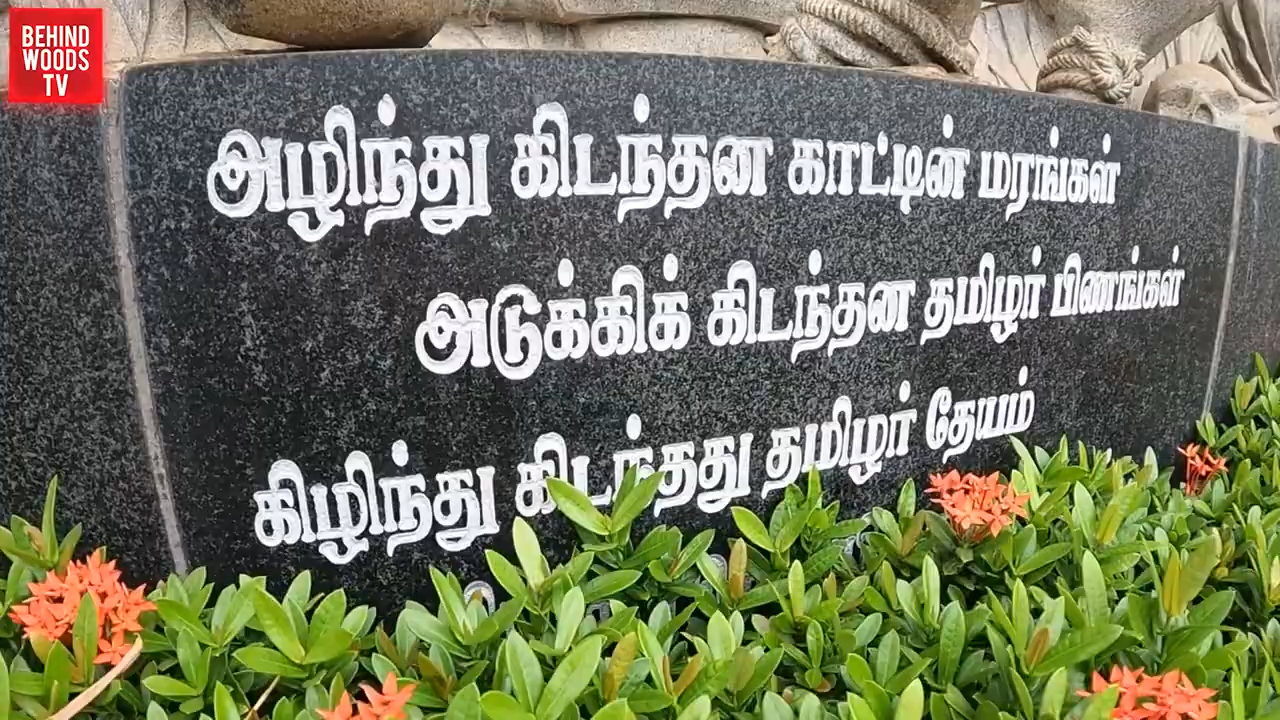 BEHIND
WOODS
TV
அழிந்து கிடந்தன காட்டின் மரங்கள்
அடுக்கிக் கிடந்தன தமிழர் பிணங்கள்
கிழிந்து கிடந்தது தமிழர் தேயம்